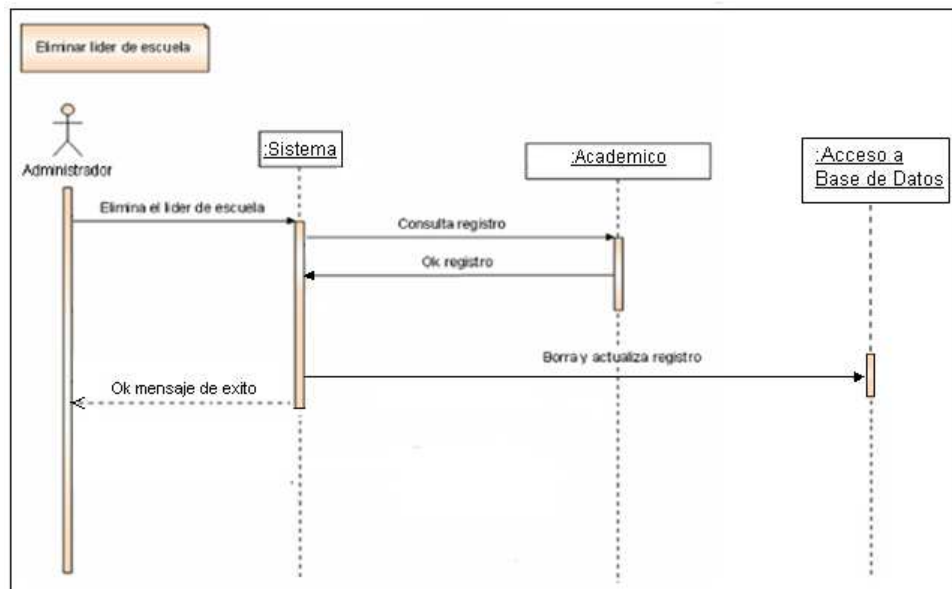 Eliminar lider de escuela
Administrador
:Sistema
:Academico
:Acceso a
Base de Datos
Elimina el lider de escuela
Consulta registro
Ok registro
Borra y actualiza registro
Ok mensaje de exito